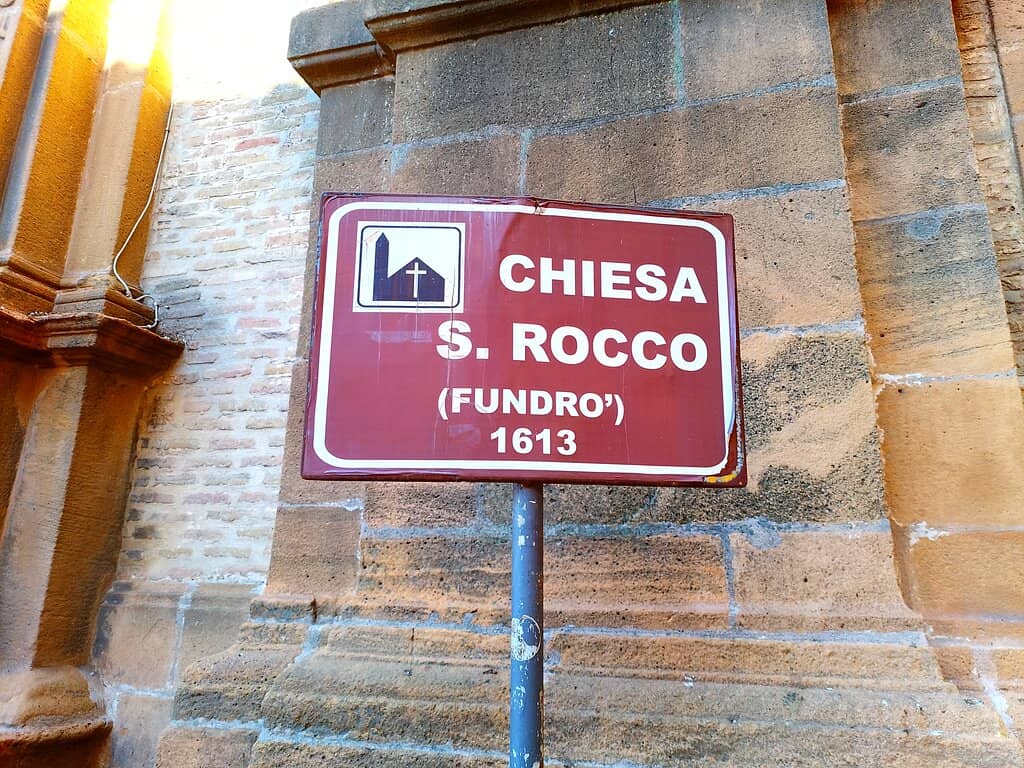 CHIESA
S. ROCCO
(FUNDRO’)
1613